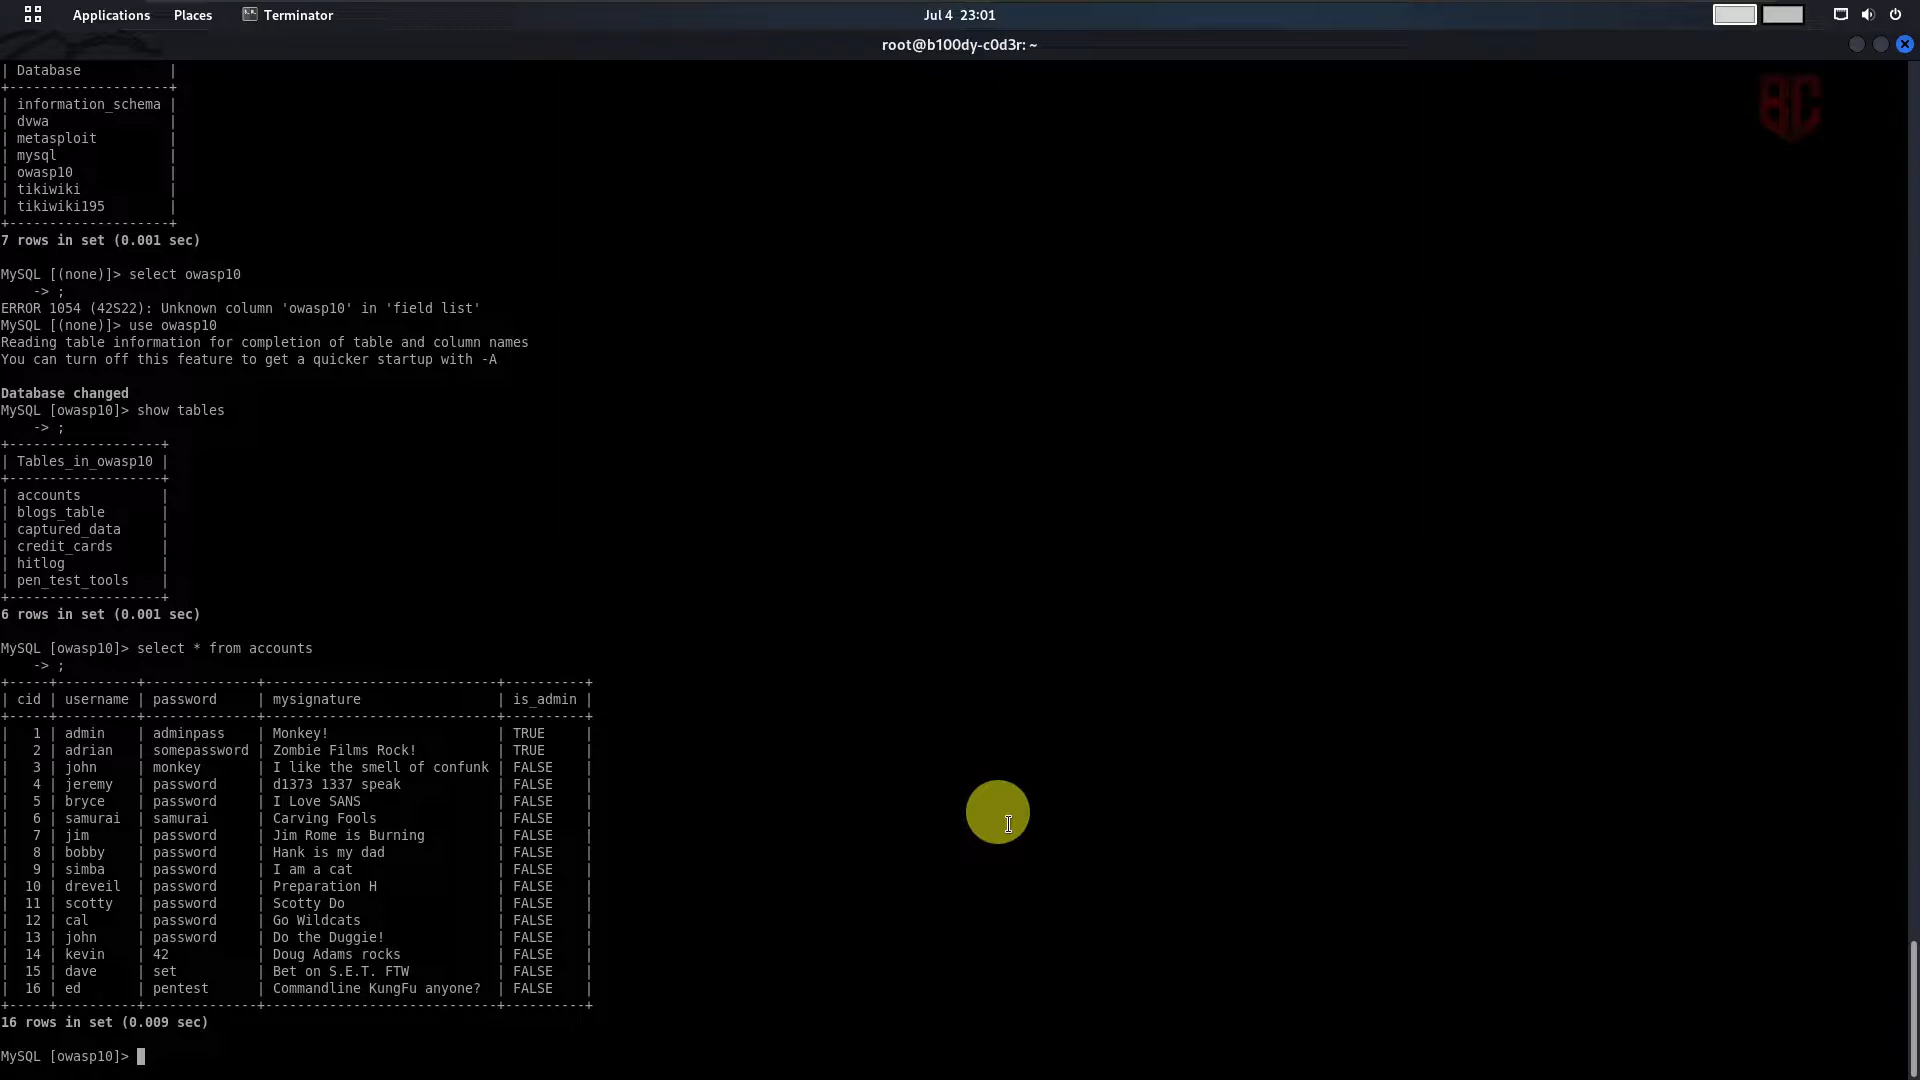 Applications Places Terminator Jul 4 23:01
root@b100dy-c0d3r: ~
BC
| Database           |
+--------------------+
| information_schema |
| dvwa               |
| metasploit         |
| mysql              |
| owasp10            |
| tikiwiki           |
| tikiwiki195        |
+--------------------+
7 rows in set (0.001 sec)
MySQL [(none)]> select owasp10
    -> ;
ERROR 1054 (42S22): Unknown column 'owasp10' in 'field list'
MySQL [(none)]> use owasp10
Reading table information for completion of table and column names
You can turn off this feature to get a quicker startup with -A
Database changed
MySQL [owasp10]> show tables
    -> ;
+-------------------+
| Tables_in_owasp10 |
+-------------------+
| accounts          |
| blogs_table       |
| captured_data     |
| credit_cards      |
| hitlog            |
| pen_test_tools    |
+-------------------+
6 rows in set (0.001 sec)
MySQL [owasp10]> select * from accounts
    -> ;
+-----+----------+--------------+-----------------------------+----------+
| cid | username | password     | mysignature                 | is_admin |
+-----+----------+--------------+-----------------------------+----------+
|   1 | admin    | adminpass    | Monkey!                     | TRUE     |
|   2 | adrian   | somepassword | Zombie Films Rock!          | TRUE     |
|   3 | john     | monkey       | I like the smell of confunk | FALSE    |
|   4 | jeremy   | password     | d1373 1337 speak            | FALSE    |
|   5 | bryce    | password     | I Love SANS                 | FALSE    |
|   6 | samurai  | samurai      | Carving Fools               | FALSE    |
|   7 | jim      | password     | Jim Rome is Burning         | FALSE    |
|   8 | bobby    | password     | Hank is my dad              | FALSE    |
|   9 | simba    | password     | I am a cat                  | FALSE    |
|  10 | dreveil  | password     | Preparation H               | FALSE    |
|  11 | scotty   | password     | Scotty Do                   | FALSE    |
|  12 | cal      | password     | Go Wildcats                 | FALSE    |
|  13 | john     | password     | Do the Duggie!              | FALSE    |
|  14 | kevin    | 42           | Doug Adams rocks            | FALSE    |
|  15 | dave     | set          | Bet on S.E.T. FTW           | FALSE    |
|  16 | ed       | pentest      | Commandline KungFu anyone?  | FALSE    |
+-----+----------+--------------+-----------------------------+----------+
16 rows in set (0.009 sec)
MySQL [owasp10]>